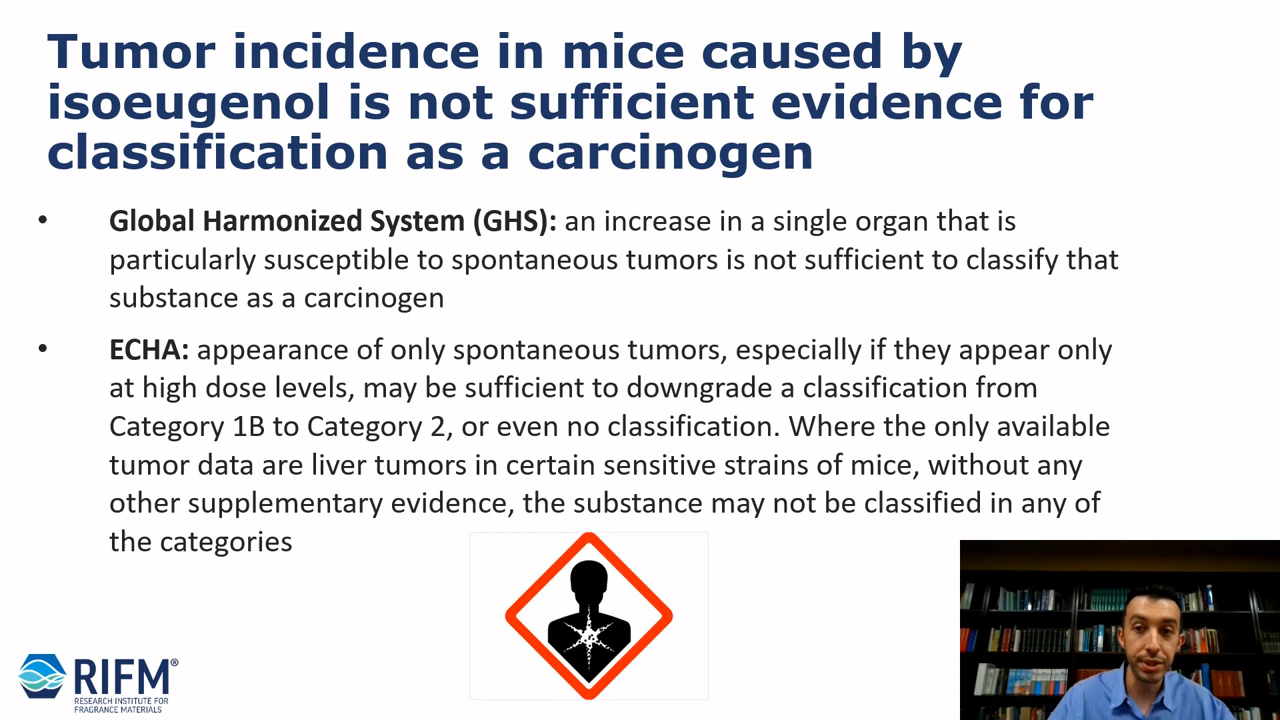 Tumor incidence in mice caused by
isoeugenol is not sufficient evidence for
classification as a carcinogen
• Global Harmonized System (GHS): an increase in a single organ that is
particularly susceptible to spontaneous tumors is not sufficient to classify that
substance as a carcinogen
• ECHA: appearance of only spontaneous tumors, especially if they appear only
at high dose levels, may be sufficient to downgrade a classification from
Category 1B to Category 2, or even no classification. Where the only available
tumor data are liver tumors in certain sensitive strains of mice, without any
other supplementary evidence, the substance may not be classified in any of
the categories
RIFM®
RESEARCH INSTITUTE FOR
FRAGRANCE MATERIALS